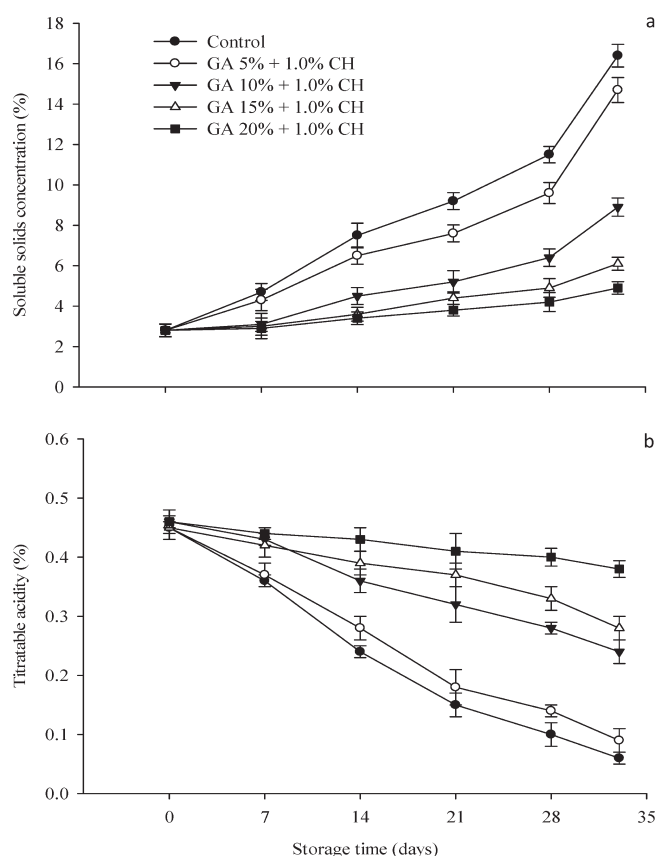 a
Control
GA 5% + 1.0% CH
GA 10% + 1.0% CH
GA 15% + 1.0% CH
GA 20% + 1.0% CH
Soluble solids concentration (%)
18
16
14
12
10
8
6
4
2
0
b
Titratable acidity (%)
0.6
0.5
0.4
0.3
0.2
0.1
0.0
0 7 14 21 28 35
Storage time (days)